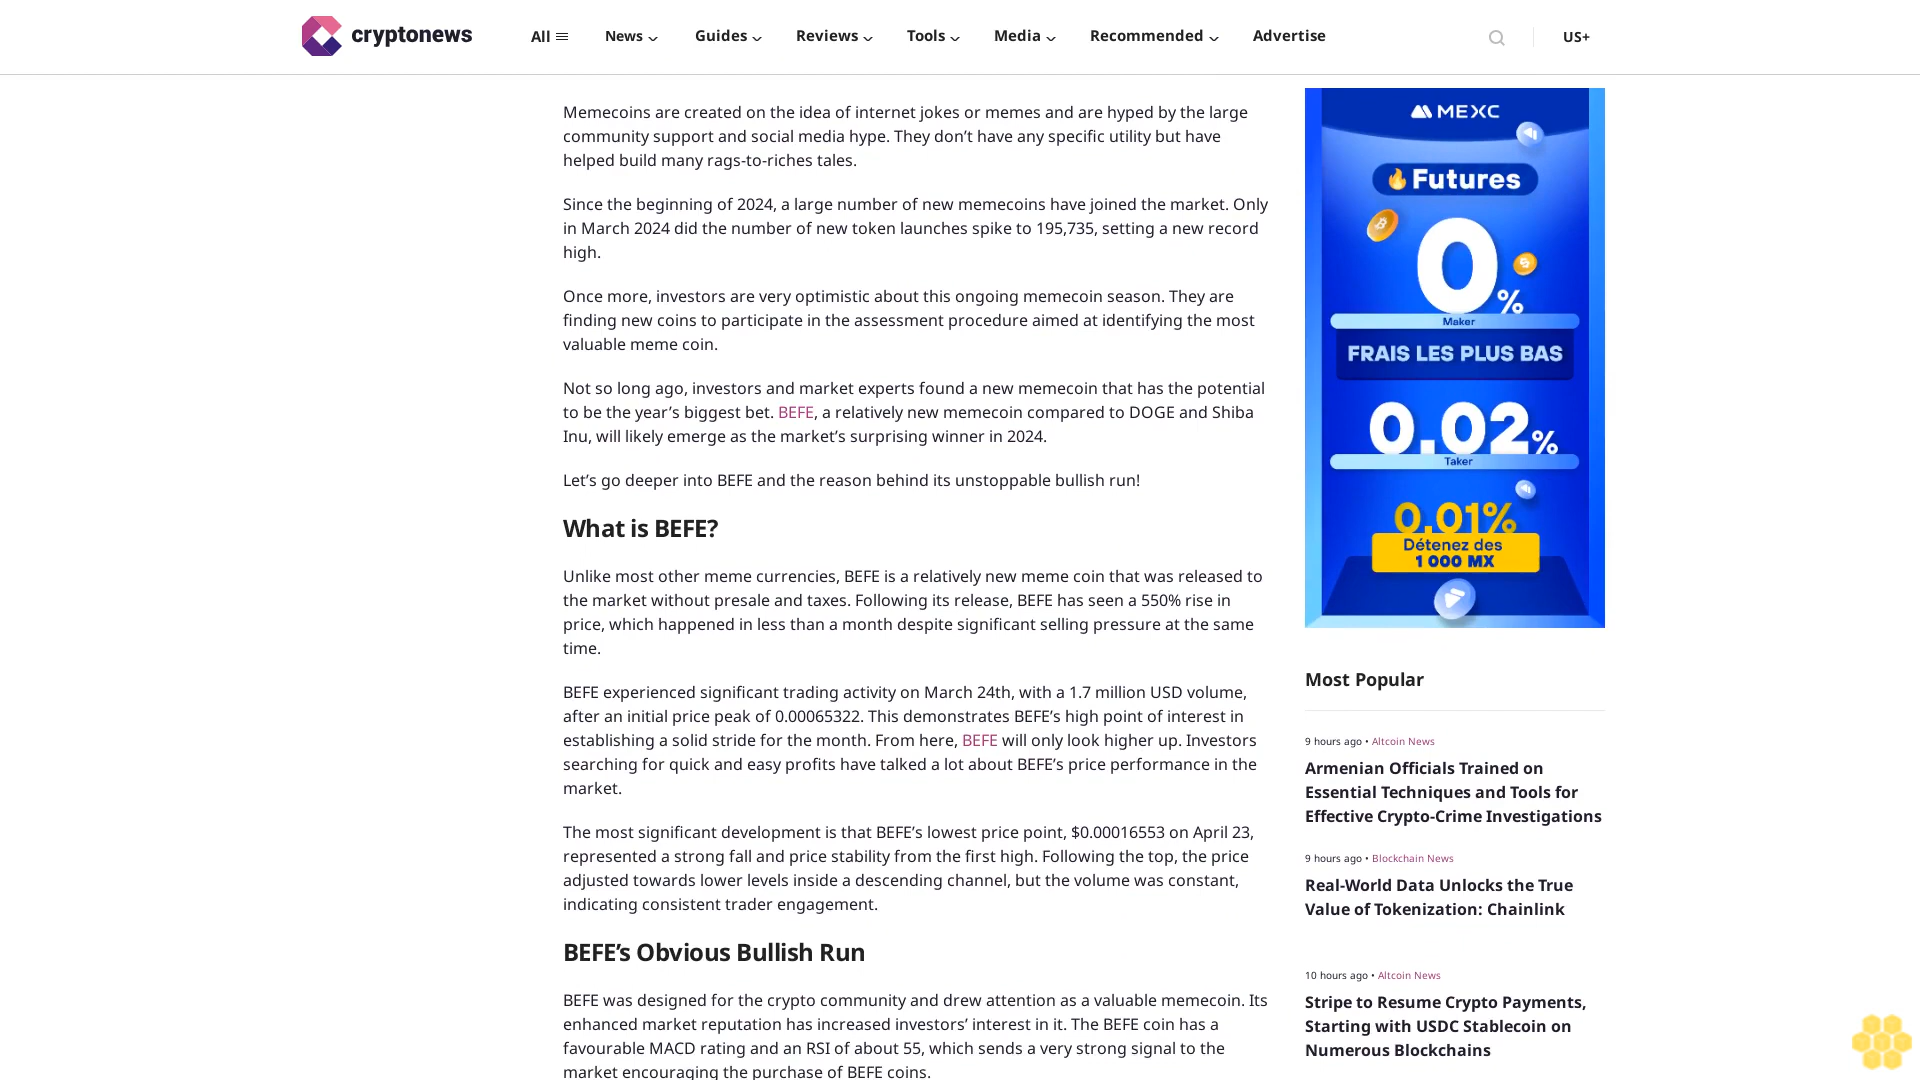 cryptonews
All
News
Guides
Reviews
Tools
Media
Recommended
Advertise
US+
Memecoins are created on the idea of internet jokes or memes and are hyped by the large
community support and social media hype. They don’t have any specific utility but have
helped build many rags-to-riches tales.
Since the beginning of 2024, a large number of new memecoins have joined the market. Only
in March 2024 did the number of new token launches spike to 195,735, setting a new record
high.
Once more, investors are very optimistic about this ongoing memecoin season. They are
finding new coins to participate in the assessment procedure aimed at identifying the most
valuable meme coin.
Not so long ago, investors and market experts found a new memecoin that has the potential
to be the year’s biggest bet. BEFE, a relatively new memecoin compared to DOGE and Shiba
Inu, will likely emerge as the market’s surprising winner in 2024.
Let’s go deeper into BEFE and the reason behind its unstoppable bullish run!
What is BEFE?
Unlike most other meme currencies, BEFE is a relatively new meme coin that was released to
the market without presale and taxes. Following its release, BEFE has seen a 550% rise in
price, which happened in less than a month despite significant selling pressure at the same
time.
BEFE experienced significant trading activity on March 24th, with a 1.7 million USD volume,
after an initial price peak of 0.00065322. This demonstrates BEFE’s high point of interest in
establishing a solid stride for the month. From here, BEFE will only look higher up. Investors
searching for quick and easy profits have talked a lot about BEFE’s price performance in the
market.
The most significant development is that BEFE’s lowest price point, $0.00016553 on April 23,
represented a strong fall and price stability from the first high. Following the top, the price
adjusted towards lower levels inside a descending channel, but the volume was constant,
indicating consistent trader engagement.
BEFE’s Obvious Bullish Run
BEFE was designed for the crypto community and drew attention as a valuable memecoin. Its
enhanced market reputation has increased investors’ interest in it. The BEFE coin has a
favourable MACD rating and an RSI of about 55, which sends a very strong signal to the
market encouraging the purchase of BEFE coins.
MEXC
Futures
0%
Maker
FRAIS LES PLUS BAS
0.02%
Taker
0.01%
Détenez des
1 000 MX
Most Popular
9 hours ago • Altcoin News
Armenian Officials Trained on
Essential Techniques and Tools for
Effective Crypto-Crime Investigations
9 hours ago • Blockchain News
Real-World Data Unlocks the True
Value of Tokenization: Chainlink
10 hours ago • Altcoin News
Stripe to Resume Crypto Payments,
Starting with USDC Stablecoin on
Numerous Blockchains